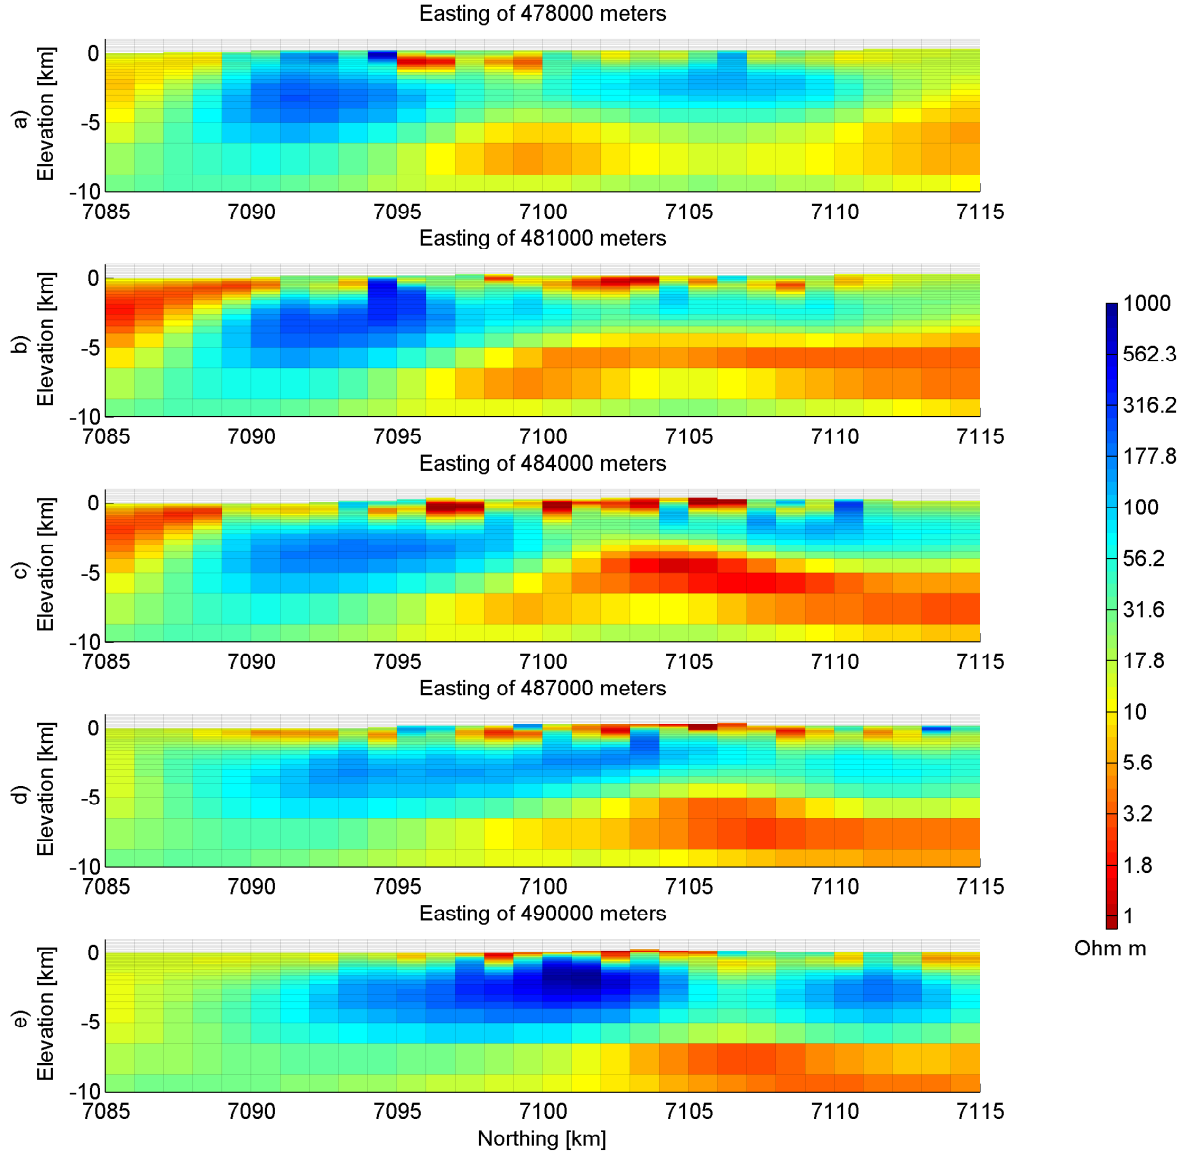 Easting of 478000 meters
a)
Elevation [km]
0
-5
-10
7085 7090 7095 7100 7105 7110 7115
Easting of 481000 meters
b)
Elevation [km]
0
-5
-10
7085 7090 7095 7100 7105 7110 7115
Easting of 484000 meters
c)
Elevation [km]
0
-5
-10
7085 7090 7095 7100 7105 7110 7115
Easting of 487000 meters
d)
Elevation [km]
0
-5
-10
7085 7090 7095 7100 7105 7110 7115
Easting of 490000 meters
e)
Elevation [km]
0
-5
-10
7085 7090 7095 7100 7105 7110 7115
Northing [km]
1000
562.3
316.2
177.8
100
56.2
31.6
17.8
10
5.6
3.2
1.8
1
Ohm m